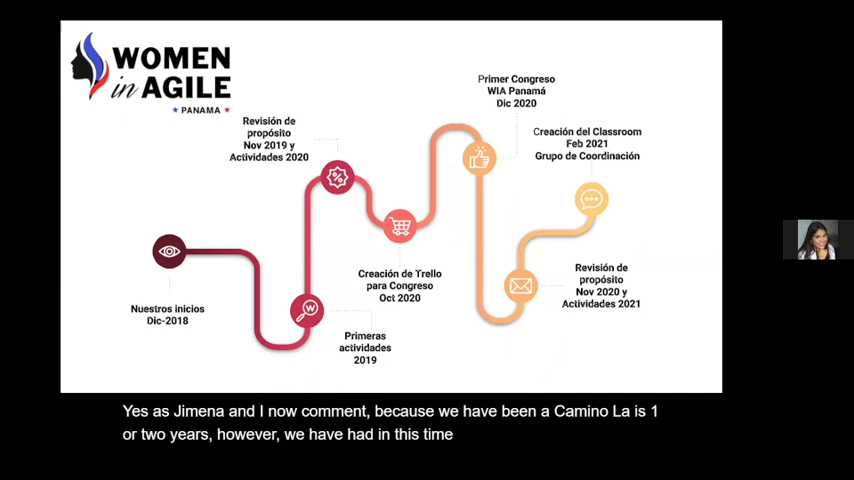 WOMEN
in AGILE
PANAMA
Revisión de
propósito
Nov 2019 y
Actividades 2020
Primer Congreso
WIA Panamá
Dic 2020
Creación del Classroom
Feb 2021
Grupo de Coordinación
Nuestros inicios
Dic-2018
Primeras
actividades
2019
Creación de Trello
para Congreso
Oct 2020
Revisión de
propósito
Nov 2020 y
Actividades 2021
Yes as Jimena and I now comment, because we have been a Camino La is 1
or two years, however, we have had in this time